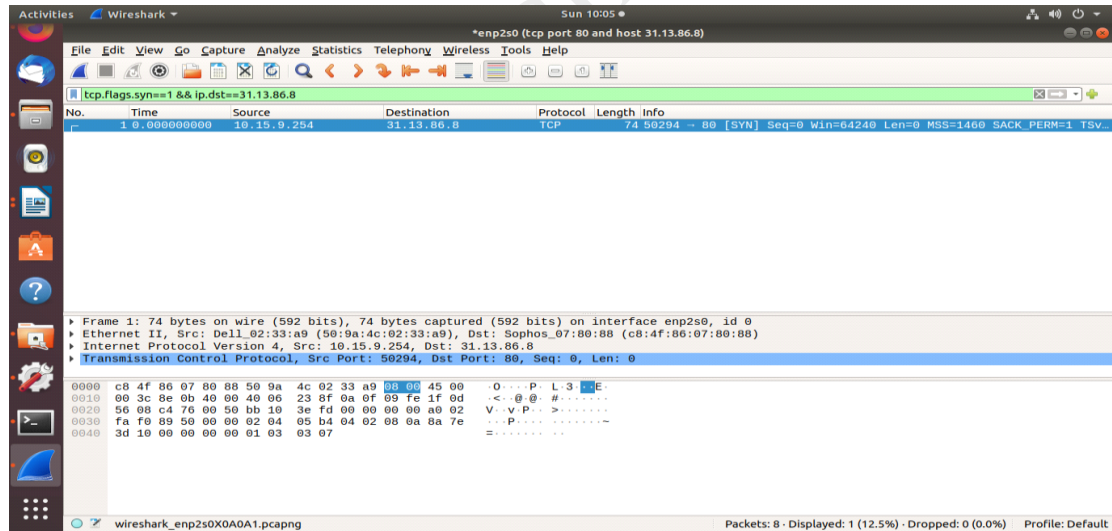 Activities Wireshark Sun 10:05
*enp2s0 (tcp port 80 and host 31.13.86.8)
File Edit View Go Capture Analyze Statistics Telephony Wireless Tools Help
tcp.flags.syn==1 && ip.dst==31.13.86.8
No. Time Source Destination Protocol Length Info
1 0.000000000 10.15.9.254 31.13.86.8 TCP 74 50294 → 80 [SYN] Seq=0 Win=64240 Len=0 MSS=1460 SACK_PERM=1 TSv…
Frame 1: 74 bytes on wire (592 bits), 74 bytes captured (592 bits) on interface enp2s0, id 0
Ethernet II, Src: Dell_02:33:a9 (50:9a:4c:02:33:a9), Dst: Sophos_07:80:88 (c8:4f:86:07:80:88)
Internet Protocol Version 4, Src: 10.15.9.254, Dst: 31.13.86.8
Transmission Control Protocol, Src Port: 50294, Dst Port: 80, Seq: 0, Len: 0
0000 c8 4f 86 07 80 88 50 9a 4c 02 33 a9 08 00 45 00 ·O····P· L·3···E·
0010 00 3c 8e 0b 40 00 40 06 23 8f 0a 0f 09 fe 1f 0d ·<··@·@· #·······
0020 56 08 c4 76 00 50 bb 10 3e fd 00 00 00 00 a0 02 V··v·P·· >·······
0030 fa f0 89 50 00 00 02 04 05 b4 04 02 08 0a 8a 7e ···P···· ·······~
0040 3d 10 00 00 00 00 01 03 03 07 =······· ··
wireshark_enp2s0X0A0A1.pcapng Packets: 8 · Displayed: 1 (12.5%) · Dropped: 0 (0.0%) Profile: Default